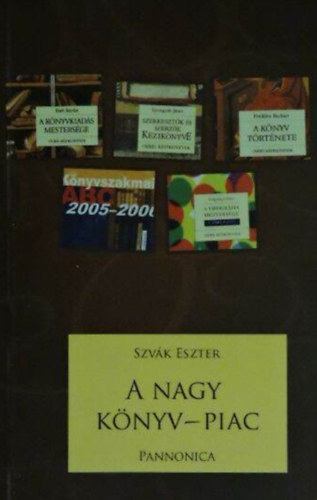 A KÖNYVKIADÁS
MESTERSÉGE
SZERKESZTŐK ÉS
SZERZŐK
KÉZIKÖNYVE
A KÖNYV
TÖRTÉNETE
Könyvszakmai
ABC
2005-2006
SZVÁK ESZTER
A NAGY
KÖNYV–PIAC
PANNONICA